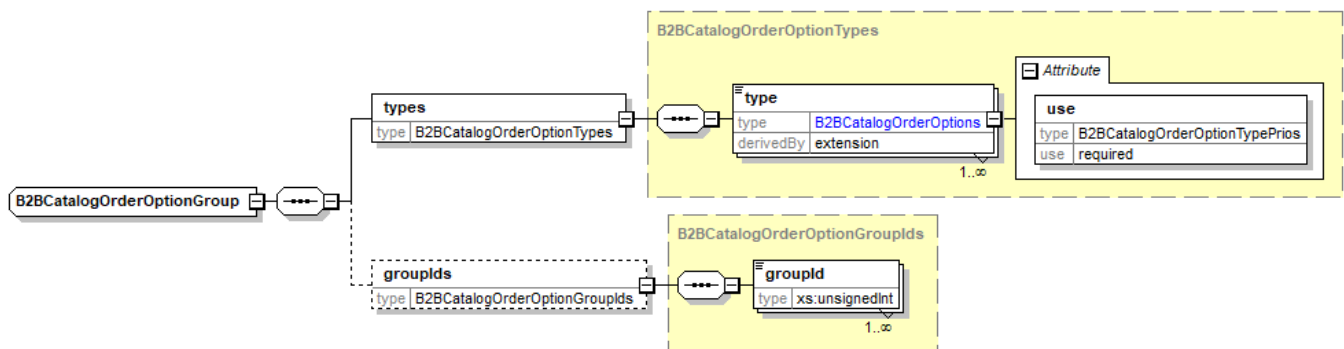 B2BCatalogOrderOptionTypes
Attribute
type
type B2BCatalogOrderOptions
derivedBy extension
1..∞
use
type B2BCatalogOrderOptionTypePrios
use required
types
type B2BCatalogOrderOptionTypes
B2BCatalogOrderOptionGroup
B2BCatalogOrderOptionGroupIds
groupIds
type B2BCatalogOrderOptionGroupIds
groupId
type xs:unsignedInt
1..∞